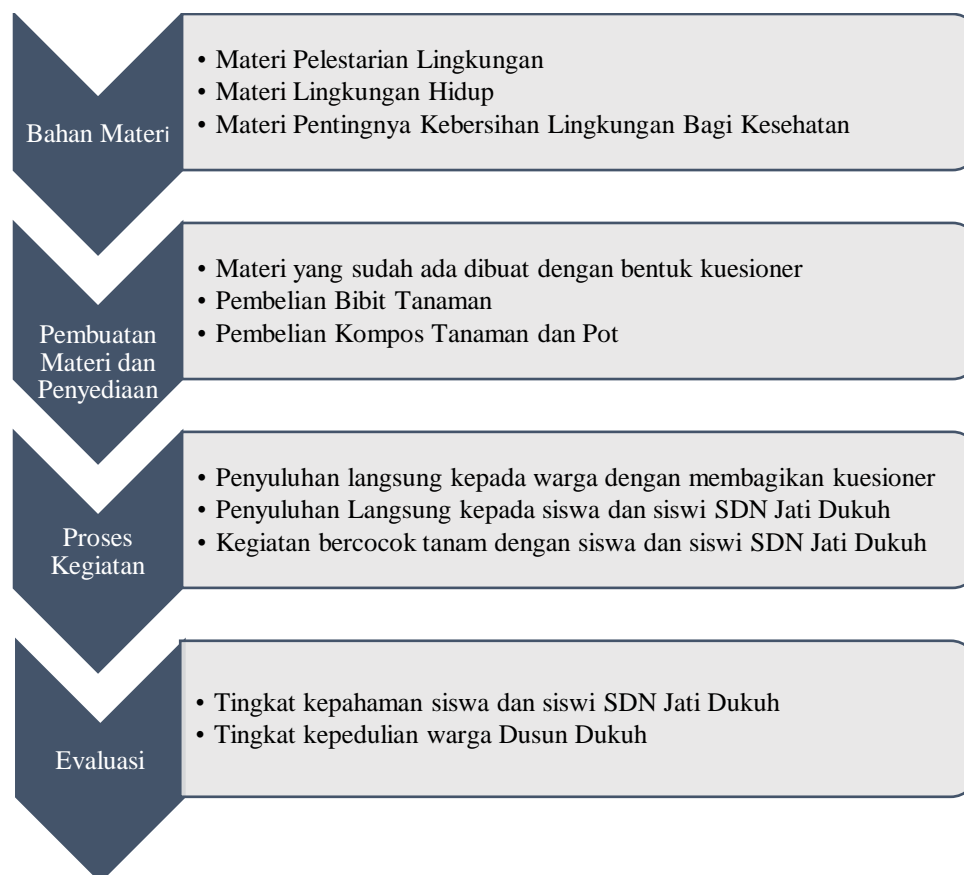 Bahan Materi
• Materi Pelestarian Lingkungan
• Materi Lingkungan Hidup
• Materi Pentingnya Kebersihan Lingkungan Bagi Kesehatan
Pembuatan
Materi dan
Penyediaan
• Materi yang sudah ada dibuat dengan bentuk kuesioner
• Pembelian Bibit Tanaman
• Pembelian Kompos Tanaman dan Pot
Proses
Kegiatan
• Penyuluhan langsung kepada warga dengan membagikan kuesioner
• Penyuluhan Langsung kepada siswa dan siswi SDN Jati Dukuh
• Kegiatan bercocok tanam dengan siswa dan siswi SDN Jati Dukuh
Evaluasi
• Tingkat kepahaman siswa dan siswi SDN Jati Dukuh
• Tingkat kepedulian warga Dusun Dukuh